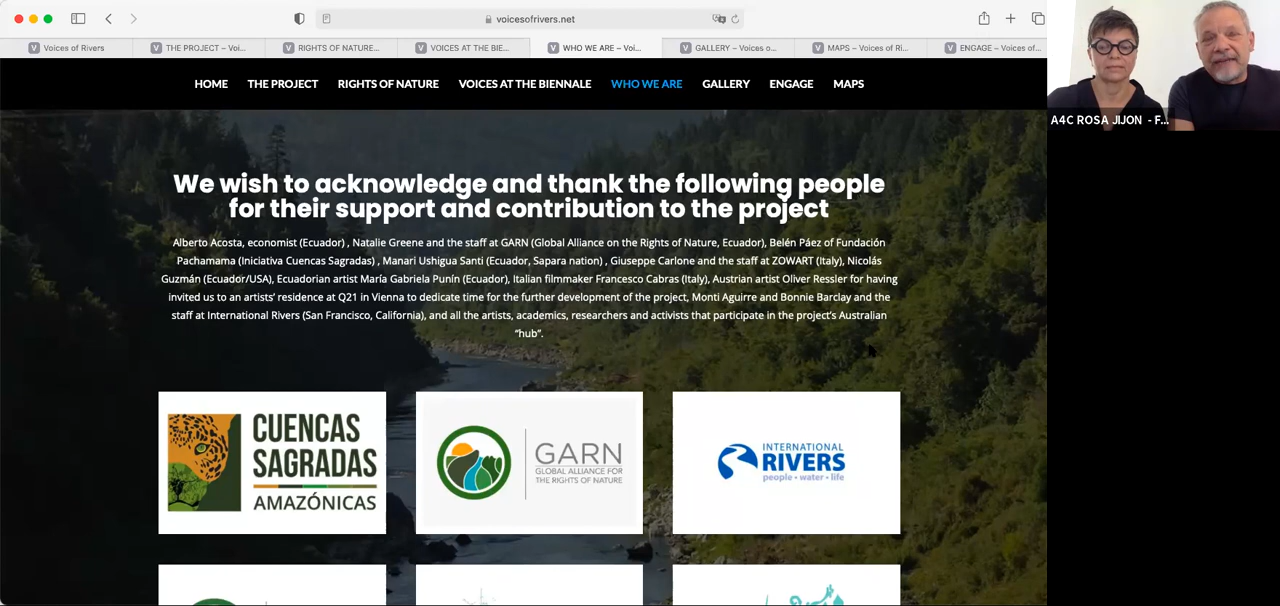 voicesofrivers.net
Voices of Rivers
THE PROJECT – Voi...
RIGHTS OF NATURE...
VOICES AT THE BIE...
WHO WE ARE – Voi...
GALLERY – Voices o...
MAPS – Voices of Ri...
ENGAGE – Voices of...
HOME THE PROJECT RIGHTS OF NATURE VOICES AT THE BIENNALE WHO WE ARE GALLERY ENGAGE MAPS
A4C ROSA JIJON - F...
We wish to acknowledge and thank the following people
for their support and contribution to the project
Alberto Acosta, economist (Ecuador) , Natalie Greene and the staff at GARN (Global Alliance on the Rights of Nature, Ecuador), Belén Páez of Fundación
Pachamama (Iniciativa Cuencas Sagradas) , Manari Ushigua Santi (Ecuador, Sapara nation) , Giuseppe Carlone and the staff at ZOWART (Italy), Nicolás
Guzmán (Ecuador/USA), Ecuadorian artist María Gabriela Punín (Ecuador), Italian filmmaker Francesco Cabras (Italy), Austrian artist Oliver Ressler for having
invited us to an artists' residence at Q21 in Vienna to dedicate time for the further development of the project, Monti Aguirre and Bonnie Barclay and the
staff at International Rivers (San Francisco, California), and all the artists, academics, researchers and activists that participate in the project's Australian
"hub".
CUENCAS
SAGRADAS
AMAZÓNICAS
GARN
GLOBAL ALLIANCE FOR
THE RIGHTS OF NATURE
INTERNATIONAL
RIVERS
people • water • life